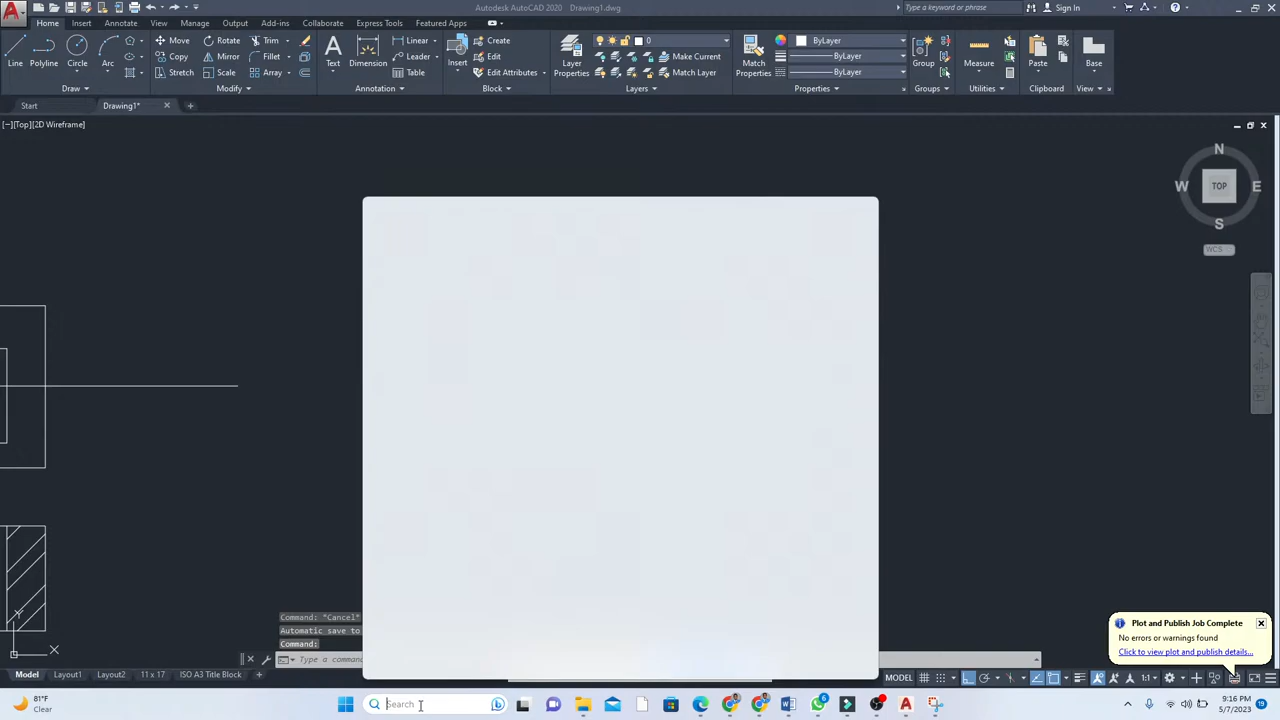 Autodesk AutoCAD 2020 Drawing1.dwg
Type a keyword or phrase
Sign In
Home Insert Annotate View Manage Output Add-ins Collaborate Express Tools Featured Apps
Line
Polyline
Circle
Arc
Move
Rotate
Trim
Copy
Mirror
Fillet
Stretch
Scale
Array
Text
Dimension
Linear
Leader
Table
Insert
Create
Edit
Edit Attributes
Layer
Properties
0
Make Current
Match Layer
Match
Properties
ByLayer
ByLayer
ByLayer
Group
Measure
Paste
Base
Draw
Modify
Annotation
Block
Layers
Properties
Groups
Utilities
Clipboard
View
Start
Drawing1*
[−][Top][2D Wireframe]
N
W
TOP
E
S
WCS
Y
X
Command: *Cancel*
Automatic save to
Command:
Type a command
Plot and Publish Job Complete
No errors or warnings found
Click to view plot and publish details...
Model Layout1 Layout2 11 x 17 ISO A3 Title Block
MODEL
1:1
81°F
Clear
Search
6
9:16 PM
5/7/2023
19